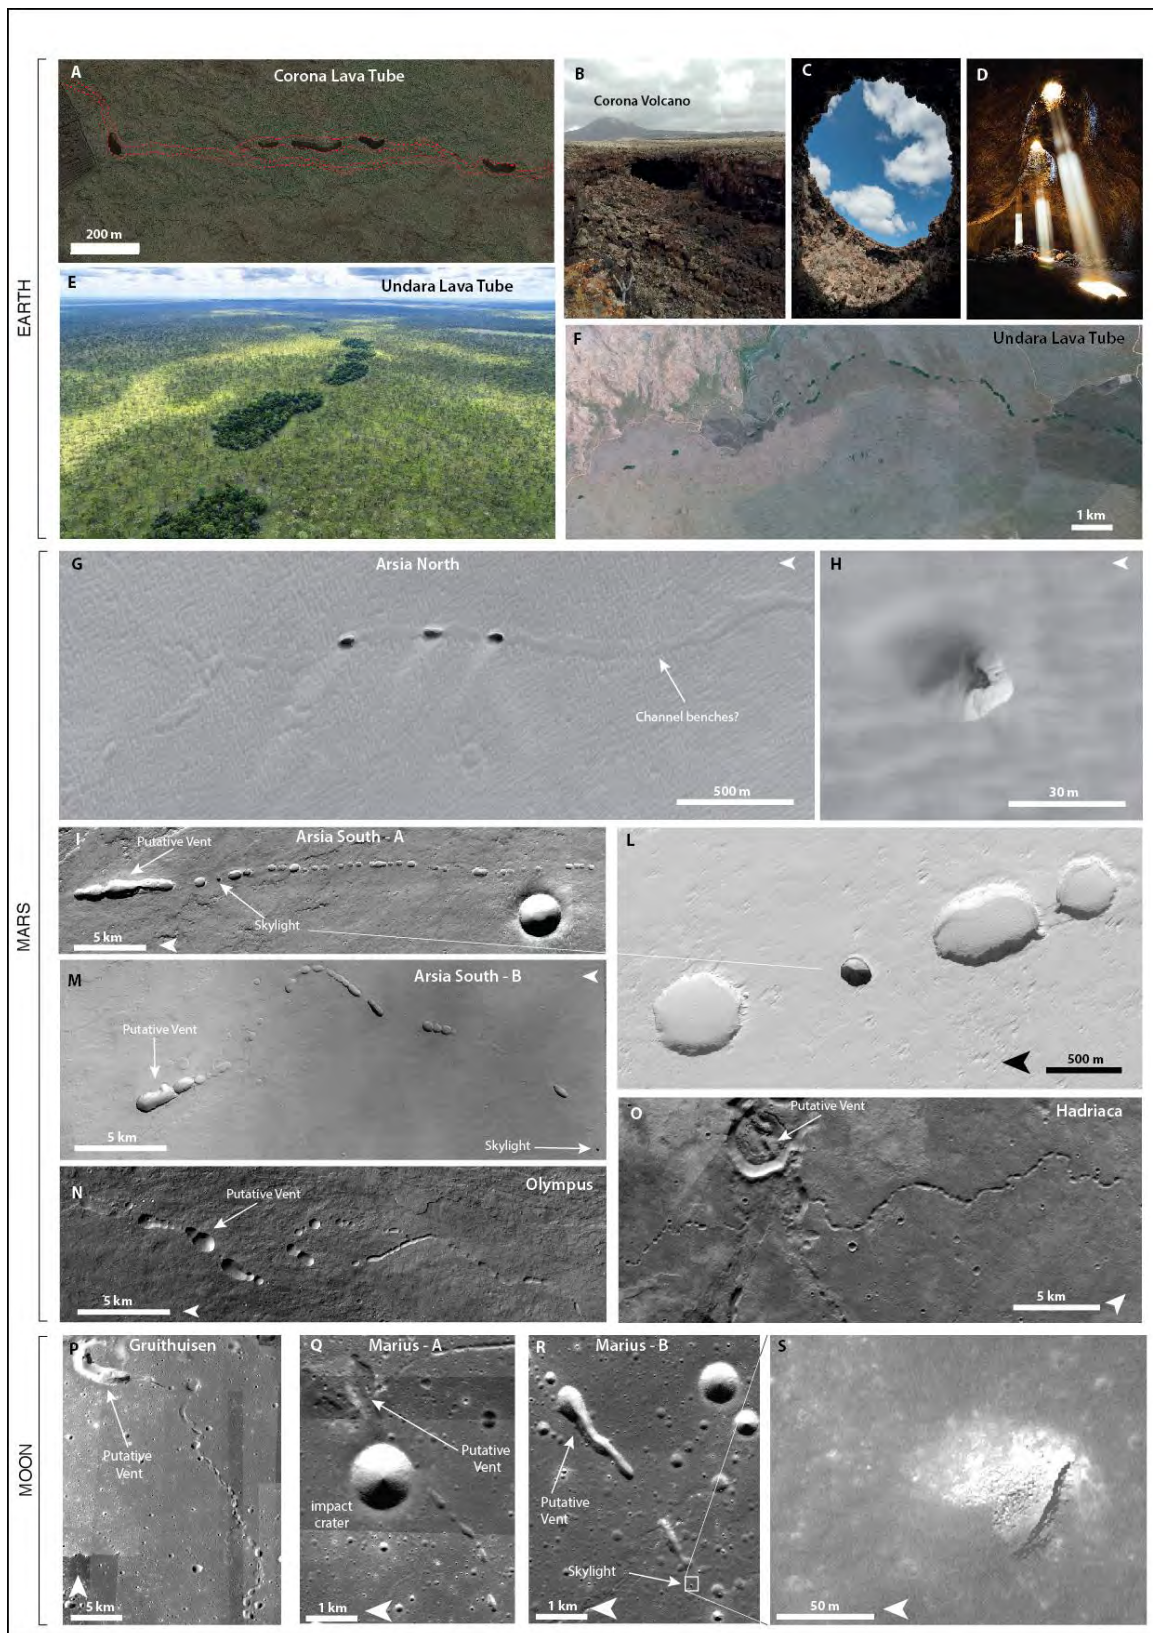 EARTH
A
Corona Lava Tube
200 m
B
Corona Volcano
C
D
E
Undara Lava Tube
F
Undara Lava Tube
1 km
MARS
G
Arsia North
Channel benches?
500 m
H
30 m
I
Arsia South - A
Putative Vent
Skylight
5 km
L
500 m
M
Arsia South - B
Putative Vent
5 km
Skylight
N
Olympus
Putative Vent
5 km
O
Hadriaca
Putative Vent
5 km
MOON
P
Gruithuisen
Putative
Vent
5 km
Q
Marius - A
Putative
Vent
impact
crater
1 km
R
Marius - B
Putative
Vent
Skylight
1 km
S
50 m